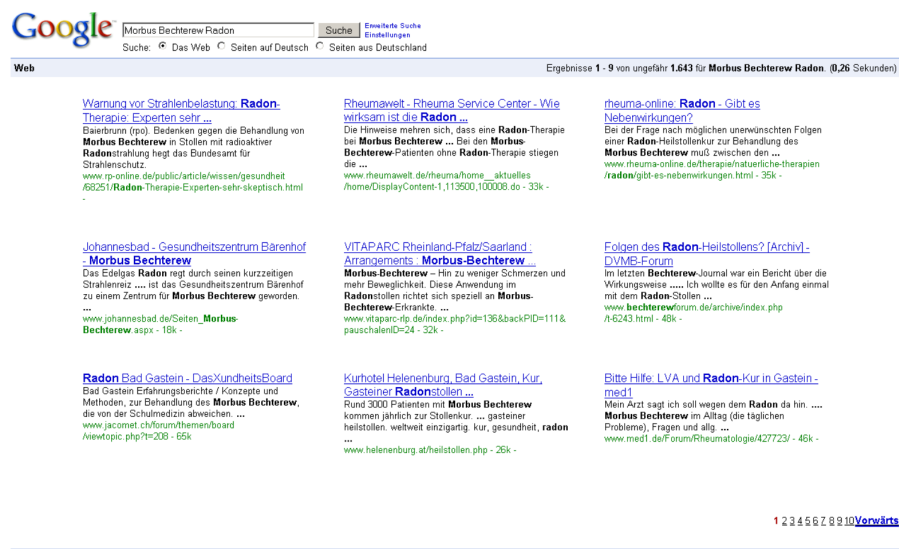 Google™ Morbus Bechterew Radon Suche Erweiterte Suche
Einstellungen
Suche: Das Web Seiten auf Deutsch Seiten aus Deutschland
Web Ergebnisse 1 - 9 von ungefähr 1.643 für Morbus Bechterew Radon. (0,26 Sekunden)
Warnung vor Strahlenbelastung: Radon-
Therapie: Experten sehr ...
Baierbrunn (rpo). Bedenken gegen die Behandlung von
Morbus Bechterew in Stollen mit radioaktiver
Radonstrahlung hegt das Bundesamt für
Strahlenschutz.
www.rp-online.de/public/article/wissen/gesundheit
/68251/Radon-Therapie-Experten-sehr-skeptisch.html
-
Rheumawelt - Rheuma Service Center - Wie
wirksam ist die Radon ...
Die Hinweise mehren sich, dass eine Radon-Therapie
bei Morbus Bechterew ... Bei den Morbus-
Bechterew-Patienten ohne Radon-Therapie stiegen
die ...
www.rheumawelt.de/rheuma/home__aktuelles
/home/DisplayContent-1,113500,100008.do - 33k -
rheuma-online: Radon - Gibt es
Nebenwirkungen?
Bei der Frage nach möglichen unerwünschten Folgen
einer Radon-Heilstollenkur zur Behandlung des
Morbus Bechterew muß zwischen den ...
www.rheuma-online.de/therapie/natuerliche-therapien
/radon/gibt-es-nebenwirkungen.html - 35k -
Johannesbad - Gesundheitszentrum Bärenhof
- Morbus Bechterew
Das Edelgas Radon regt durch seinen kurzzeitigen
Strahlenreiz .... ist das Gesundheitszentrum Bärenhof
zu einem Zentrum für Morbus Bechterew geworden.
...
www.johannesbad.de/Seiten_Morbus-
Bechterew.aspx - 18k -
VITAPARC Rheinland-Pfalz/Saarland :
Arrangements : Morbus-Bechterew ...
Morbus-Bechterew – Hin zu weniger Schmerzen und
mehr Beweglichkeit. Diese Anwendung im
Radonstollen richtet sich speziell an Morbus-
Bechterew-Erkrankte. ...
www.vitaparc-rlp.de/index.php?id=136&backPID=111&
pauschalenID=24 - 32k -
Folgen des Radon-Heilstollens? [Archiv] -
DVMB-Forum
Im letzten Bechterew-Journal war ein Bericht über die
Wirkungsweise ..... Ich wollte es für den Anfang einmal
mit dem Radon-Stollen ...
www.bechterewforum.de/archive/index.php
/t-6243.html - 48k -
Radon Bad Gastein - DasXundheitsBoard
Bad Gastein Erfahrungsberichte / Konzepte und
Methoden, zur Behandlung des Morbus Bechterew,
die von der Schulmedizin abweichen. ...
www.jacomet.ch/forum/themen/board
/viewtopic.php?t=208 - 65k
Kurhotel Helenenburg, Bad Gastein, Kur,
Gasteiner Radonstollen ...
Rund 3000 Patienten mit Morbus Bechterew
kommen jährlich zur Stollenkur. ... gasteiner
heilstollen. weltweit einzigartig. kur, gesundheit, radon
...
www.helenenburg.at/heilstollen.php - 26k -
Bitte Hilfe: LVA und Radon-Kur in Gastein -
med1
Mein Arzt sagt ich soll wegen dem Radon da hin. ....
Morbus Bechterew im Alltag (die täglichen
Probleme), Fragen und allg. ...
www.med1.de/Forum/Rheumatologie/427723/ - 46k -
1 2 3 4 5 6 7 8 9 10 Vorwärts